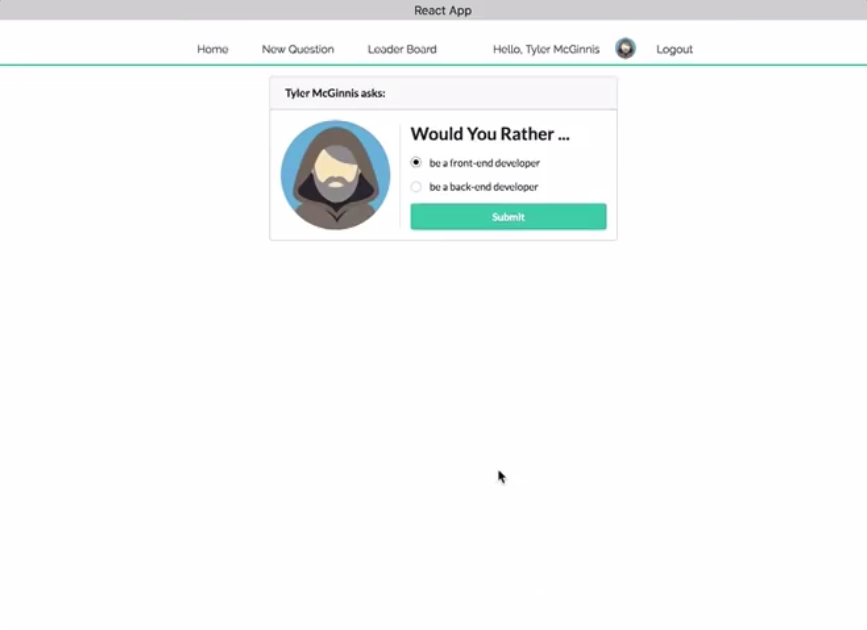 React App
Home New Question Leader Board Hello, Tyler McGinnis Logout
Tyler McGinnis asks:
Would You Rather ...
be a front-end developer
be a back-end developer
Submit